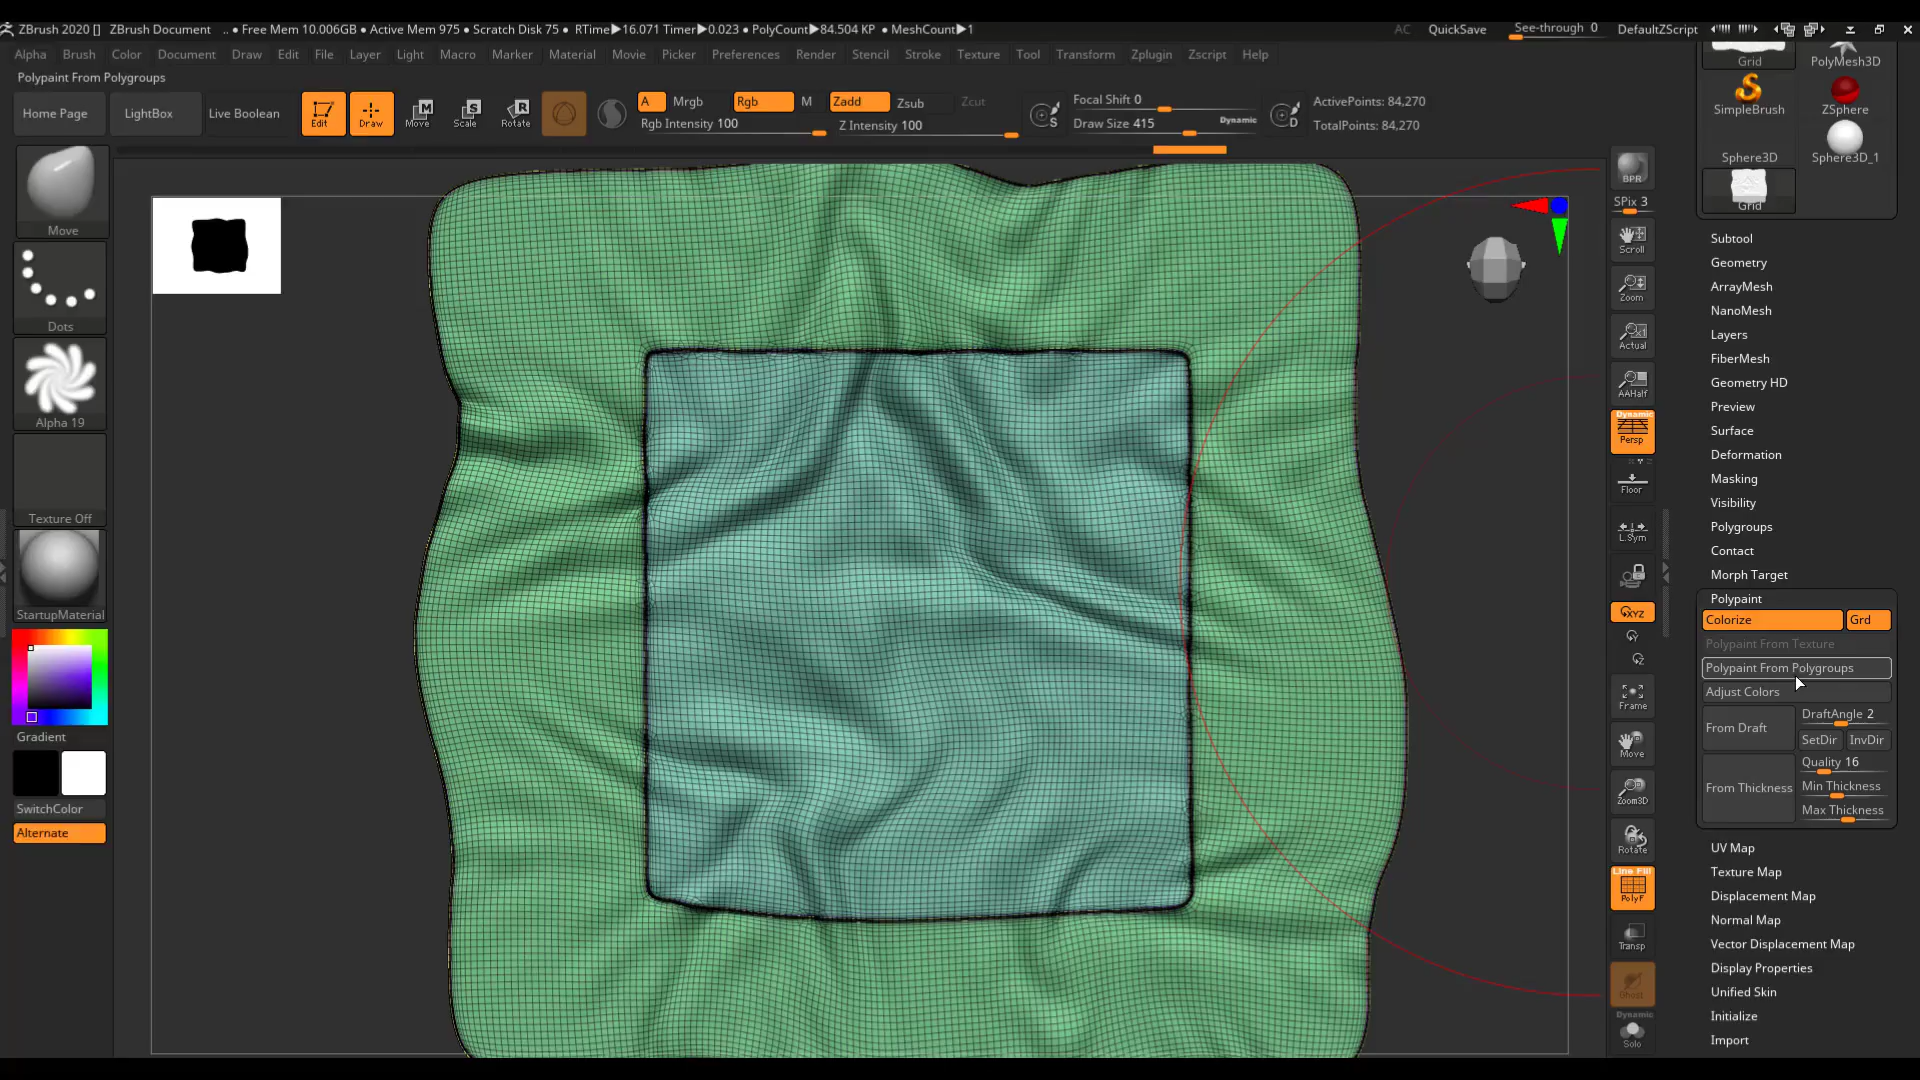 ZBrush 2020 [] ZBrush Document .. ● Free Mem 10.006GB ● Active Mem 975 ● Scratch Disk 75 ● RTime▶16.071 Timer▶0.023 ● PolyCount▶84.504 KP ● MeshCount▶1 AC QuickSave See-through 0 DefaultZScript
Alpha Brush Color Document Draw Edit File Layer Light Macro Marker Material Movie Picker Preferences Render Stencil Stroke Texture Tool Transform Zplugin Zscript Help
Polypaint From Polygroups
Home Page LightBox Live Boolean Edit Draw Move Scale Rotate
M S R
A Mrgb Rgb M Zadd Zsub Zcut
Rgb Intensity 100 Z Intensity 100
S Focal Shift 0
Draw Size 415 Dynamic
D ActivePoints: 84,270
TotalPoints: 84,270
Move
Dots
Alpha 19
Texture Off
StartupMaterial
Gradient
SwitchColor
Alternate
BPR
SPix 3
Scroll
Zoom
Actual
AAHalf
Dynamic
Persp
Floor
L.Sym
XYZ
Y
Z
Frame
Move
Zoom3D
Rotate
Line Fill
PolyF
Transp
Ghost
Dynamic
Solo
Grid PolyMesh3D
SimpleBrush ZSphere
Sphere3D Sphere3D_1
Grid
Subtool
Geometry
ArrayMesh
NanoMesh
Layers
FiberMesh
Geometry HD
Preview
Surface
Deformation
Masking
Visibility
Polygroups
Contact
Morph Target
Polypaint
Colorize Grd
Polypaint From Texture
Polypaint From Polygroups
Adjust Colors
From Draft DraftAngle 2
SetDir InvDir
From Thickness Quality 16
Min Thickness
Max Thickness
UV Map
Texture Map
Displacement Map
Normal Map
Vector Displacement Map
Display Properties
Unified Skin
Initialize
Import